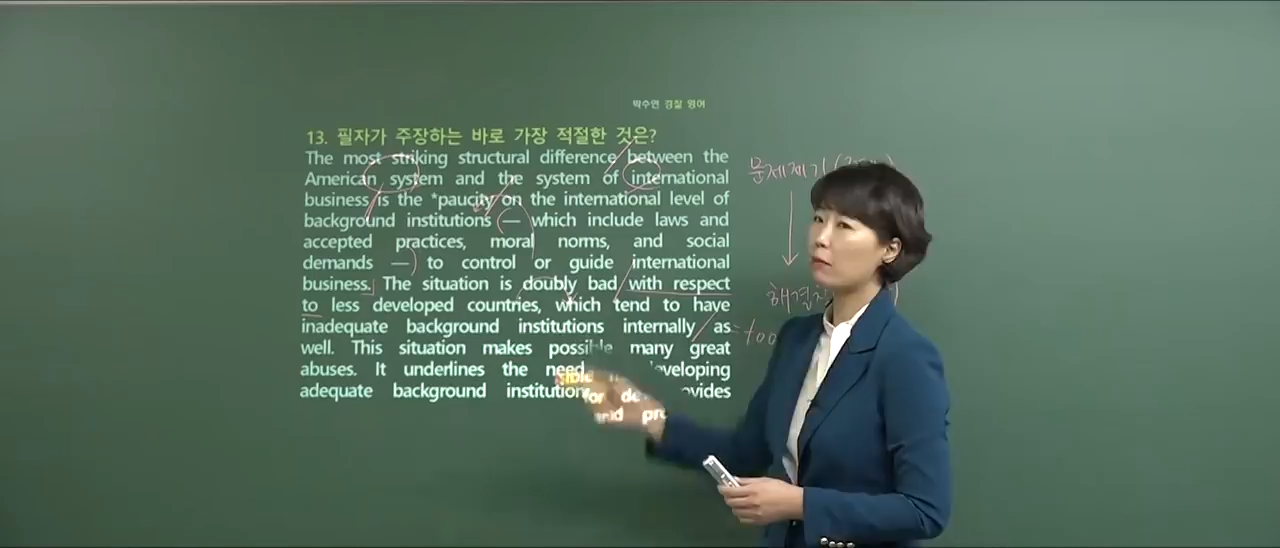 박수연 경찰 영어
13. 필자가 주장하는 바로 가장 적절한 것은?
The most striking structural difference between the
American system and the system of international
business is the *paucity on the international level of
background institutions — which include laws and
accepted practices, moral norms, and social
demands —) to control or guide international
business. The situation is doubly bad with respect
to less developed countries, which tend to have
inadequate background institutions internally as
well. This situation makes possible many great
abuses. It underlines the need developing
adequate background institution
문제제기
해결
= too